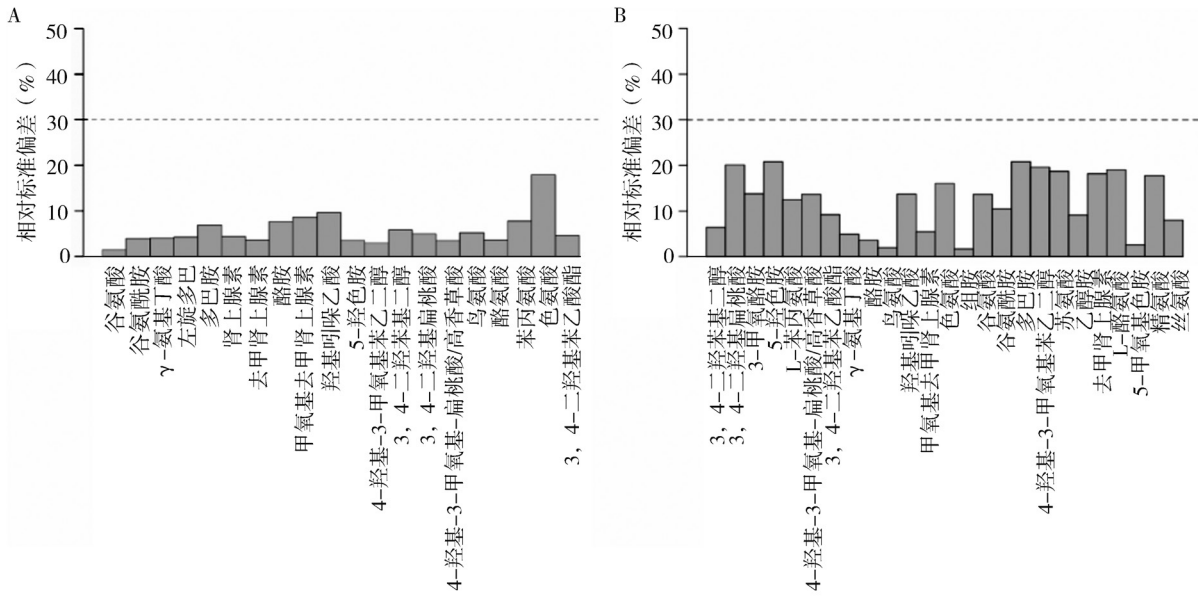 A
相对标准偏差（%）
50
40
30
20
10
0
谷氨酸
谷氨酰胺
γ-氨基丁酸
左旋多巴
多巴胺
肾上腺素
去甲肾上腺素
酪胺
甲氧基去甲肾上腺素
羟基吲哚乙酸
5-羟色胺
4-羟基-3-甲氧基苯乙二醇
3，4-二羟苯基二醇
3，4-二羟基扁桃酸
4-羟基-3-甲氧基-扁桃酸/高香草酸
鸟氨酸
酪氨酸
苯丙氨酸
色氨酸
3，4-二羟基苯乙酸酯
B
相对标准偏差（%）
50
40
30
20
10
0
3，4-二羟苯基二醇
3，4-二羟基扁桃酸
3-甲氧酪胺
5-羟色胺
L-苯丙氨酸
4-羟基-3-甲氧基-扁桃酸/高香草酸
3，4-二羟基苯乙酸酯
γ-氨基丁酸
酪胺
鸟氨酸
羟基吲哚乙酸
甲氧基去甲肾上腺素
色氨酸
组胺
谷氨酸
谷氨酰胺
多巴胺
4-羟基-3-甲氧基苯乙二醇
苏氨酸
乙醇胺
去甲肾上腺素
L-酪氨酸
5-甲氧基色胺
精氨酸
丝氨酸